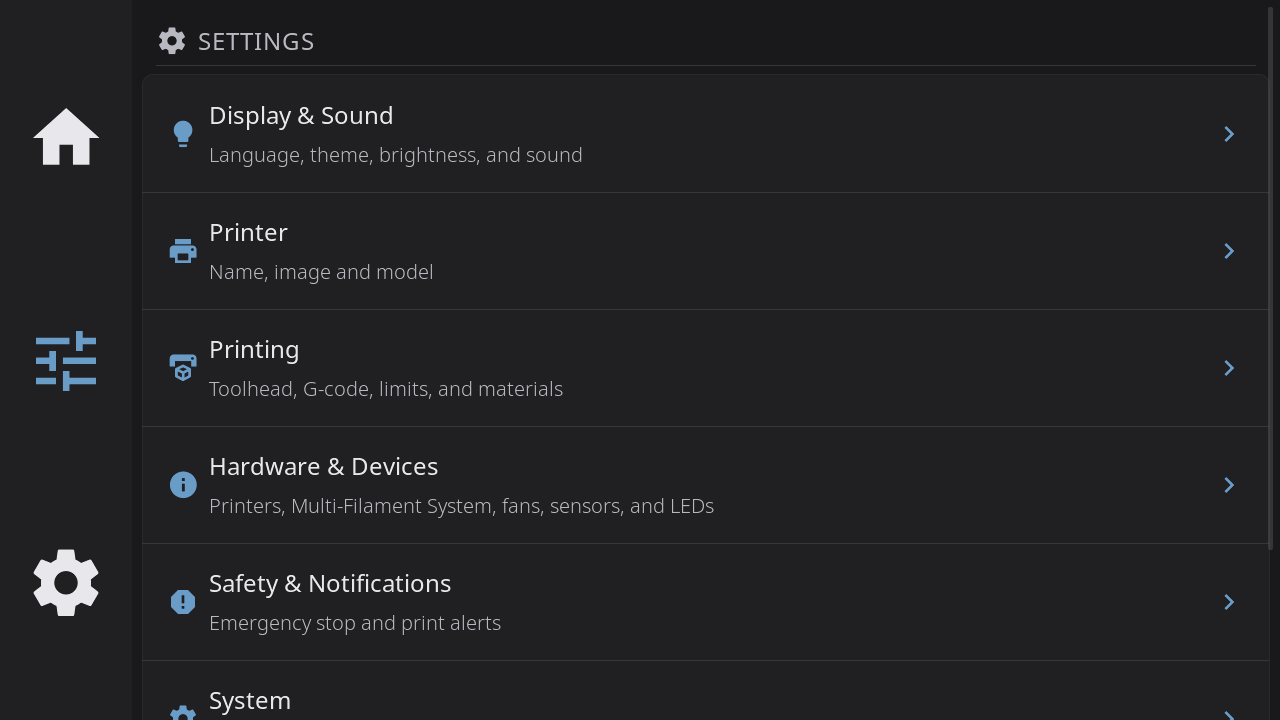 SETTINGS
Display & Sound
Language, theme, brightness, and sound
Printer
Name, image and model
Printing
Toolhead, G-code, limits, and materials
Hardware & Devices
Printers, Multi-Filament System, fans, sensors, and LEDs
Safety & Notifications
Emergency stop and print alerts
System